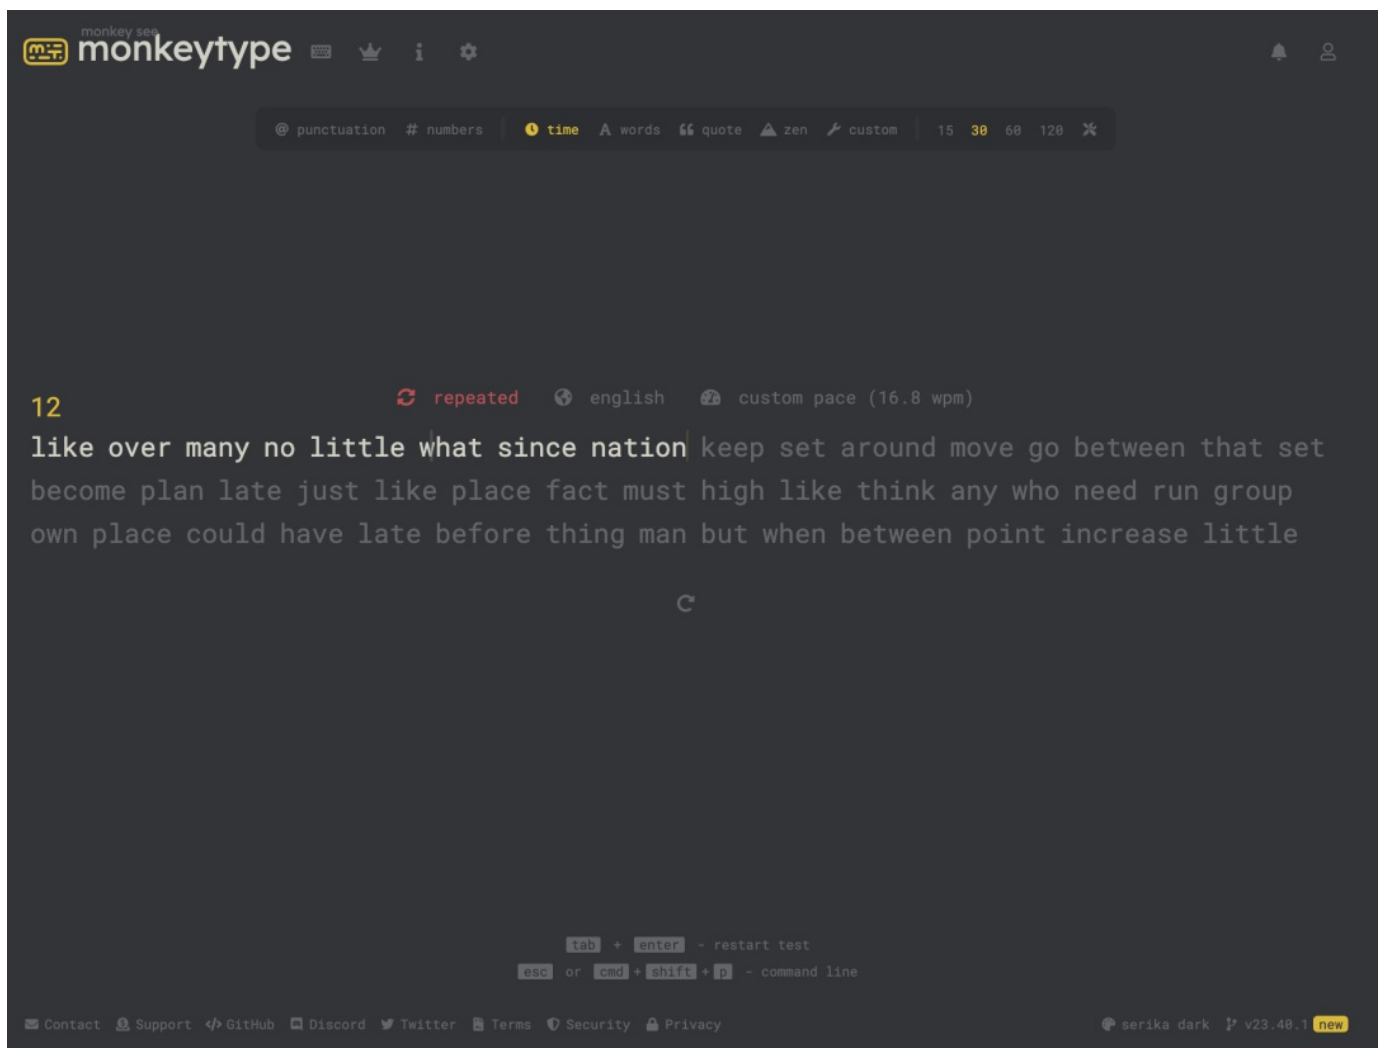 monkey see
monkeytype
@ punctuation # numbers time A words quote zen custom 15 30 60 120
12 repeated english custom pace (16.8 wpm)
like over many no little what since nation keep set around move go between that set
become plan late just like place fact must high like think any who need run group
own place could have late before thing man but when between point increase little
tab + enter - restart test
esc or cmd + shift + p - command line
Contact Support </> GitHub Discord Twitter Terms Security Privacy serika dark v23.40.1 new